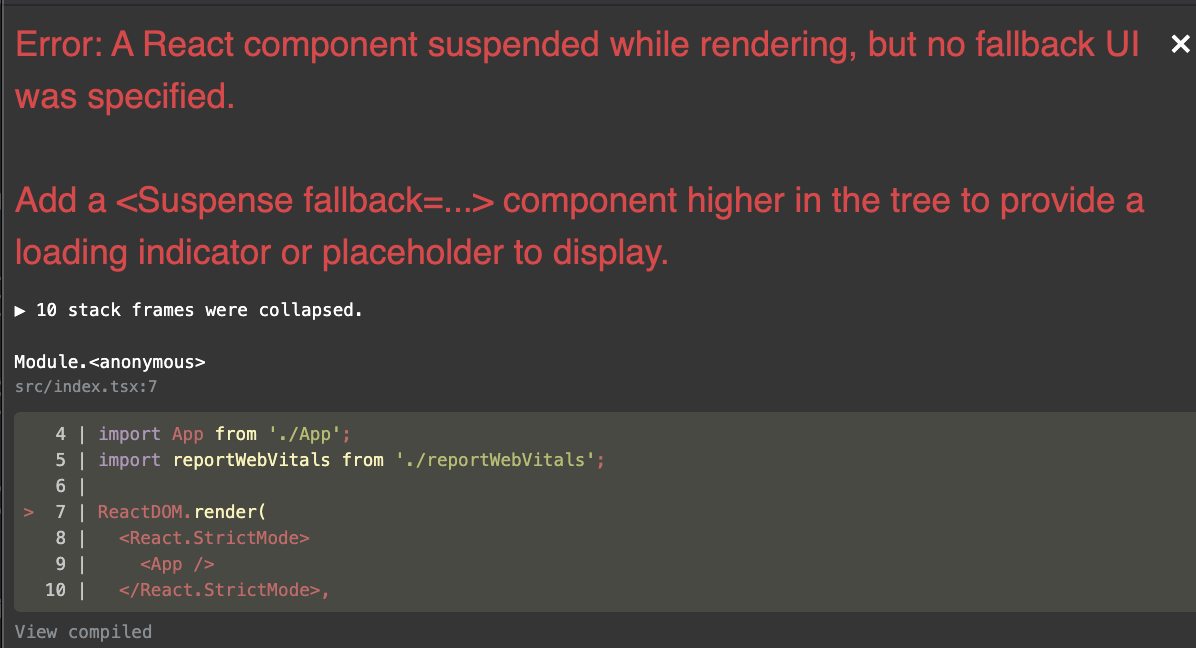 Error: A React component suspended while rendering, but no fallback UI
was specified.
Add a <Suspense fallback=...> component higher in the tree to provide a
loading indicator or placeholder to display.
▶ 10 stack frames were collapsed.
Module.<anonymous>
src/index.tsx:7
4 | import App from './App';
5 | import reportWebVitals from './reportWebVitals';
6 |
> 7 | ReactDOM.render(
8 |   <React.StrictMode>
9 |     <App />
10 |   </React.StrictMode>,
View compiled